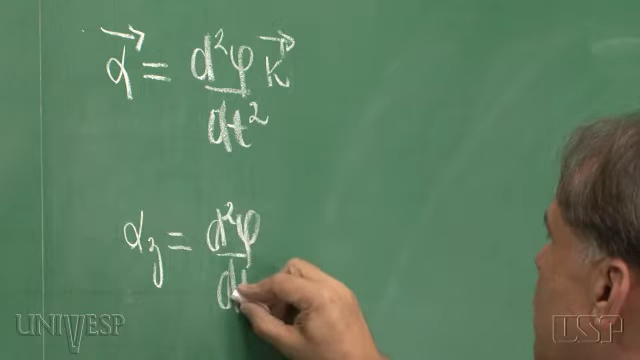 α⃗ = d²φ/dt² k⃗
α_z = d²φ/dt
UNIVESP
USP